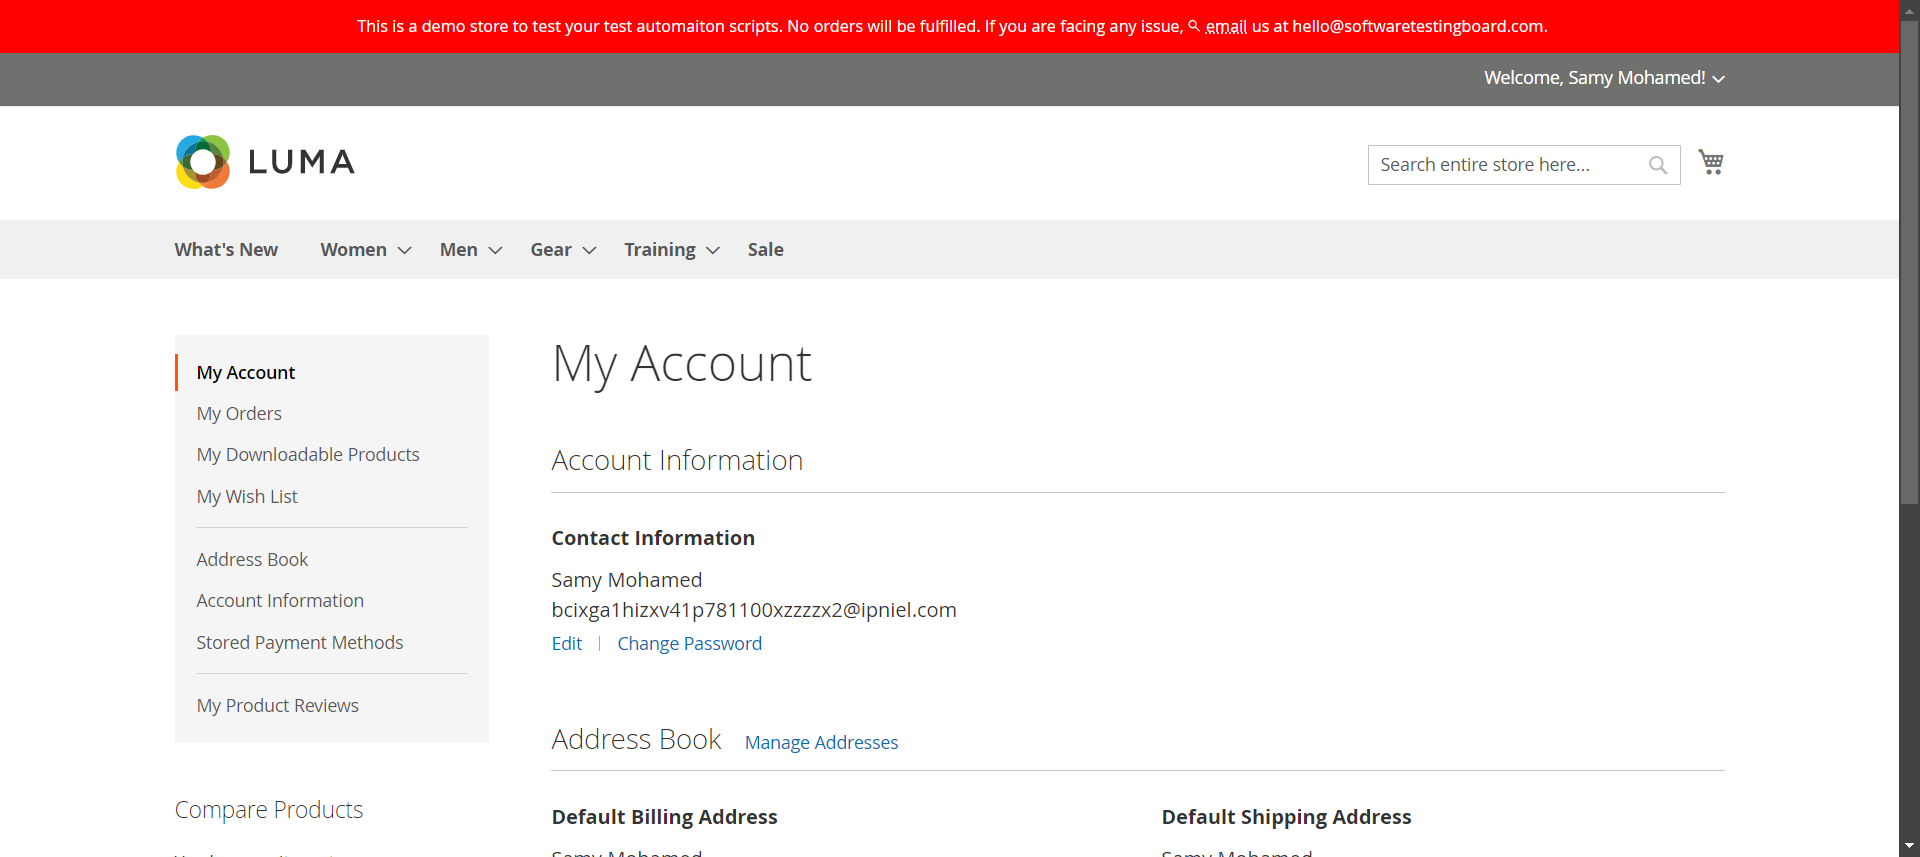 This is a demo store to test your test automaiton scripts. No orders will be fulfilled. If you are facing any issue, email us at hello@softwaretestingboard.com.
Welcome, Samy Mohamed!
LUMA
Search entire store here...
What's New Women Men Gear Training Sale
My Account
My Orders
My Downloadable Products
My Wish List
Address Book
Account Information
Stored Payment Methods
My Product Reviews
Compare Products
My Account
Account Information
Contact Information
Samy Mohamed
bcixga1hizxv41p781100xzzzzx2@ipniel.com
Edit | Change Password
Address Book Manage Addresses
Default Billing Address
Samy Mohamed
Default Shipping Address
Samy Mohamed